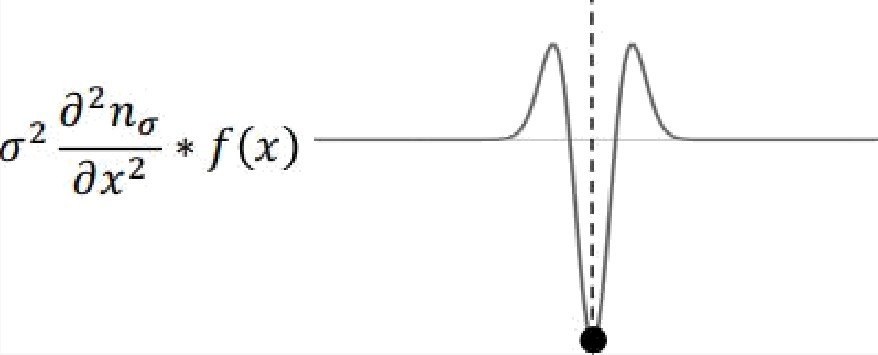 σ² ∂²n_σ/∂x² * f(x)